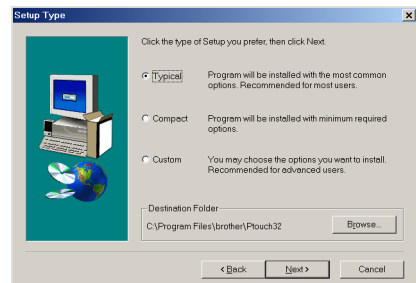 Setup Type
Click the type of Setup you prefer, then click Next.
Typical Program will be installed with the most common
options. Recommended for most users.
Compact Program will be installed with minimum required
options.
Custom You may choose the options you want to install.
Recommended for advanced users.
Destination Folder
C:\Program Files\brother\Ptouch32 Browse...
< Back Next > Cancel